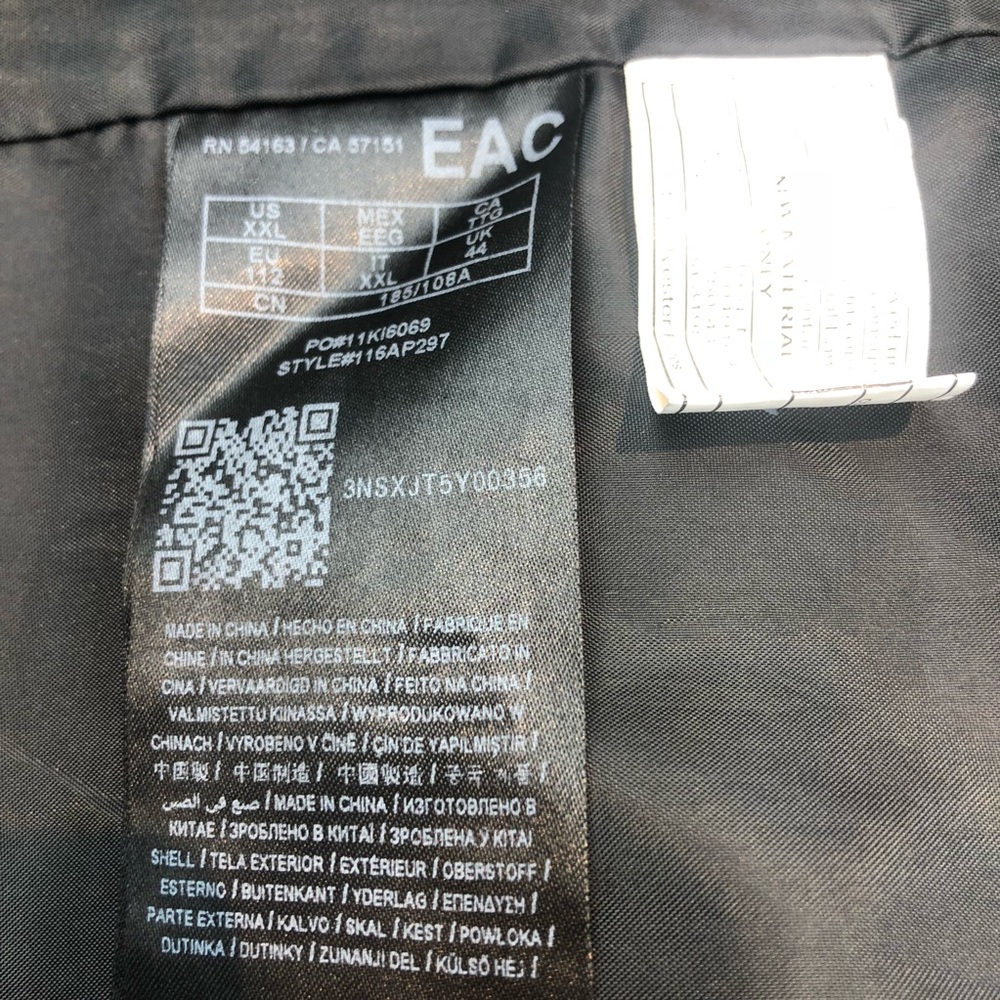 RN 54163 / CA 57151
EAC
US XXL
MEX EEG
CA TTG
EU 112
IT XXL
UK 44
CN
185/108A
PO#11KI6069
STYLE#116AP297
3NSXJT5Y00356
MADE IN CHINA / HECHO EN CHINA / FABRIQUE EN
CHINE / IN CHINA HERGESTELLT / FABBRICATO IN
CINA / VERVAARDIGD IN CHINA / FEITO NA CHINA /
VALMISTETTU KIINASSA / WYPRODUKOWANO W
CHINACH / VYROBENO V ČÍNĚ / ÇIN DE YAPILMIŞTIR /
中国製 / 中国制造 / 中國製造 /
صنع في الصين / MADE IN CHINA / ИЗГОТОВЛЕНО В
КИТАЕ / ЗРОБЛЕНО В КИТАЇ / ЗРОБЛЕНА У КІТАІ
SHELL / TELA EXTERIOR / EXTÉRIEUR / OBERSTOFF /
ESTERNO / BUITENKANT / YDERLAG / ΕΠΕΝΔΥΣΗ /
PARTE EXTERNA / KALVO / SKAL / KEST / POWŁOKA /
DUTINKA / DUTINKY / ZUNANJI DEL / KÜLSŐ HÉJ /
ONLY